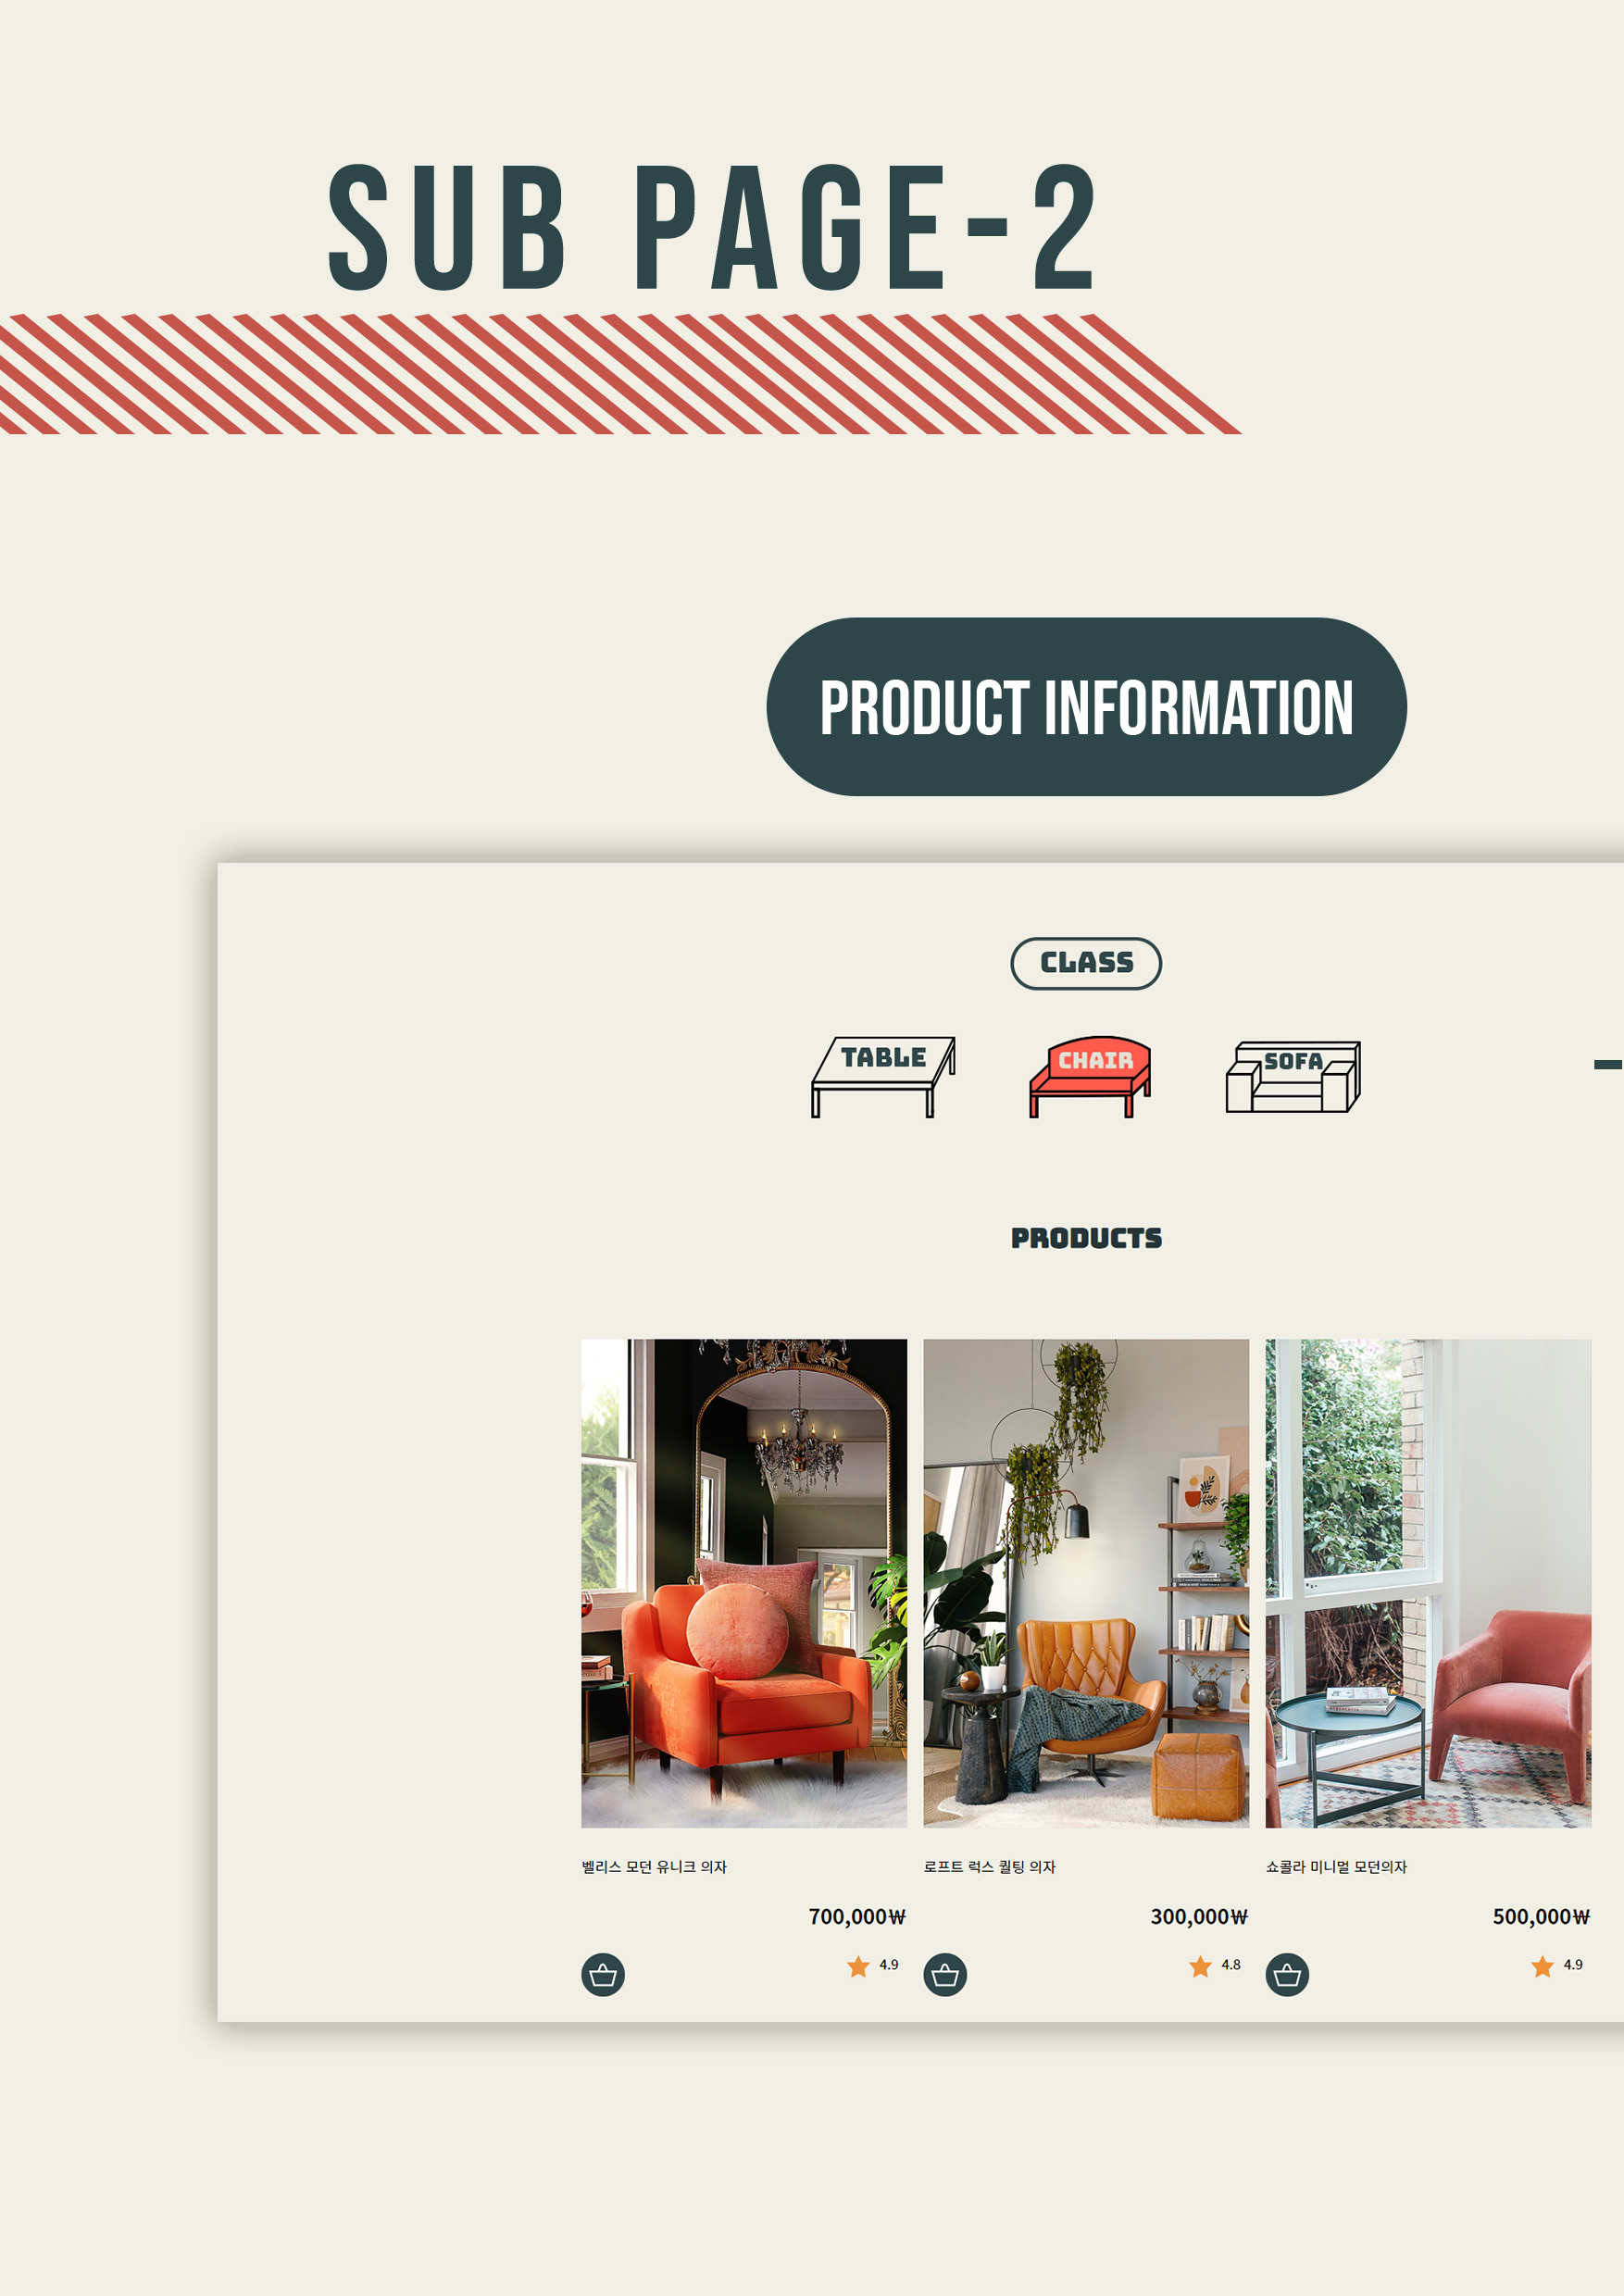 SUB PAGE-2
PRODUCT INFORMATION
CLASS
TABLE
CHAIR
SOFA
PRODUCTS
벨리스 모던 유니크 의자
로프트 럭스 퀼팅 의자
쇼콜라 미니멀 모던의자
700,000₩
300,000₩
500,000₩
4.9
4.8
4.9